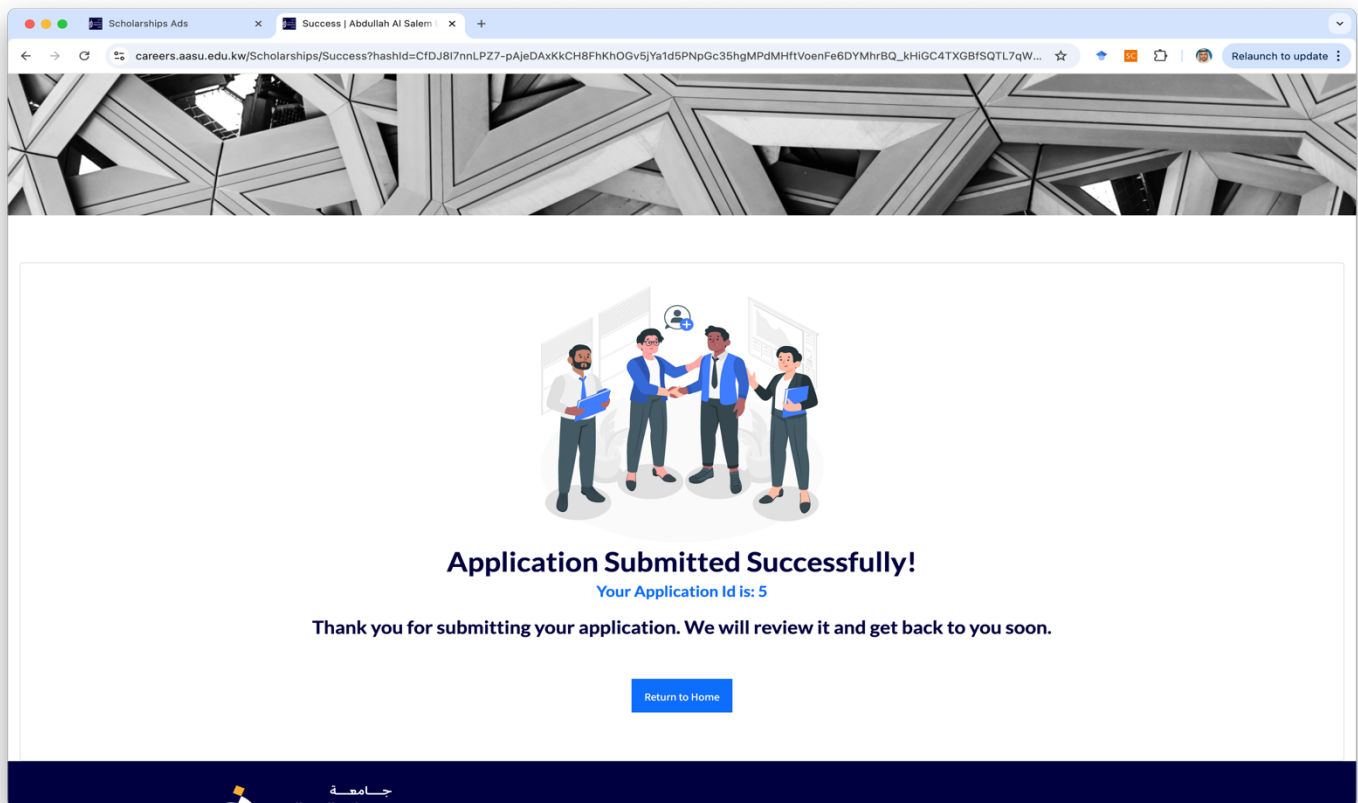 Scholarships Ads
Success | Abdullah Al Salem
careers.aasu.edu.kw/Scholarships/Success?hashId=CfDJ8I7nnLPZ7-pAjeDAxKkCH8FhKhOGv5jYa1d5PNpGc35hgMPdMHftVoenFe6DYMhrBQ_kHiGC4TXGBfSQTL7qW...
SC
Relaunch to update
Application Submitted Successfully!
Your Application Id is: 5
Thank you for submitting your application. We will review it and get back to you soon.
Return to Home
جـــامعـــة